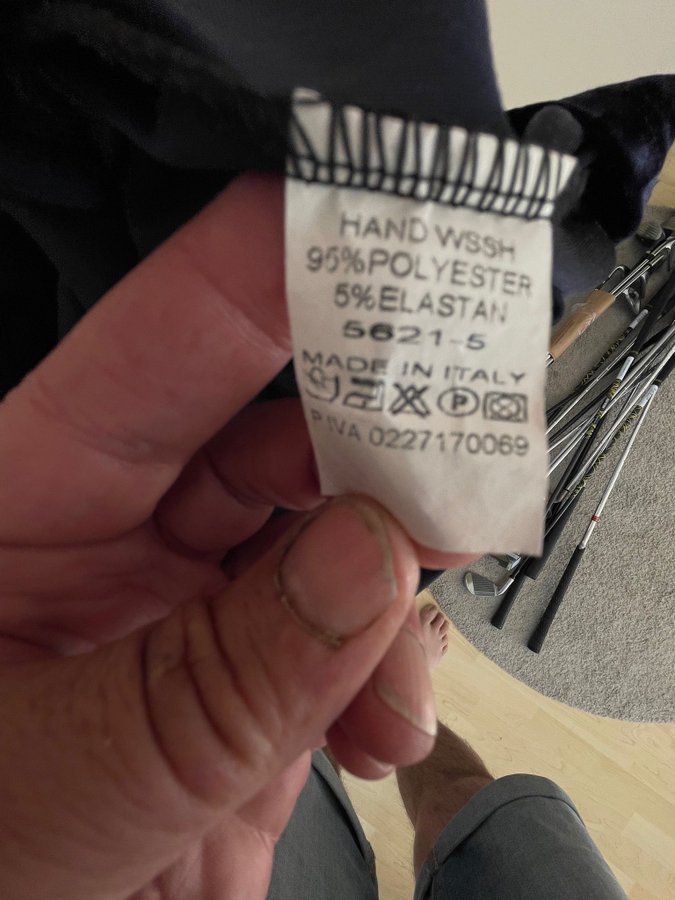 HAND WSSH
95%POLYESTER
5%ELASTAN
5621-5
MADE IN ITALY
P
P.IVA 0227170069